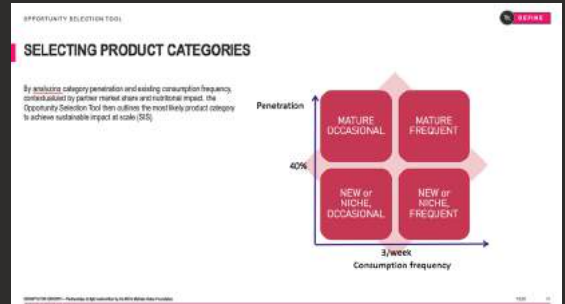 OPPORTUNITY SELECTION TOOL
DEFINE
SELECTING PRODUCT CATEGORIES
By analyzing category penetration and existing consumption frequency,
contextualized by partner market share and nutritional impact, the
Opportunity Selection Tool then outlines the most likely product category
to achieve sustainable impact at scale (SIS).
Penetration
MATURE
OCCASIONAL
MATURE
FREQUENT
40%
NEW or
NICHE,
OCCASIONAL
NEW or
NICHE,
FREQUENT
3/week
Consumption frequency